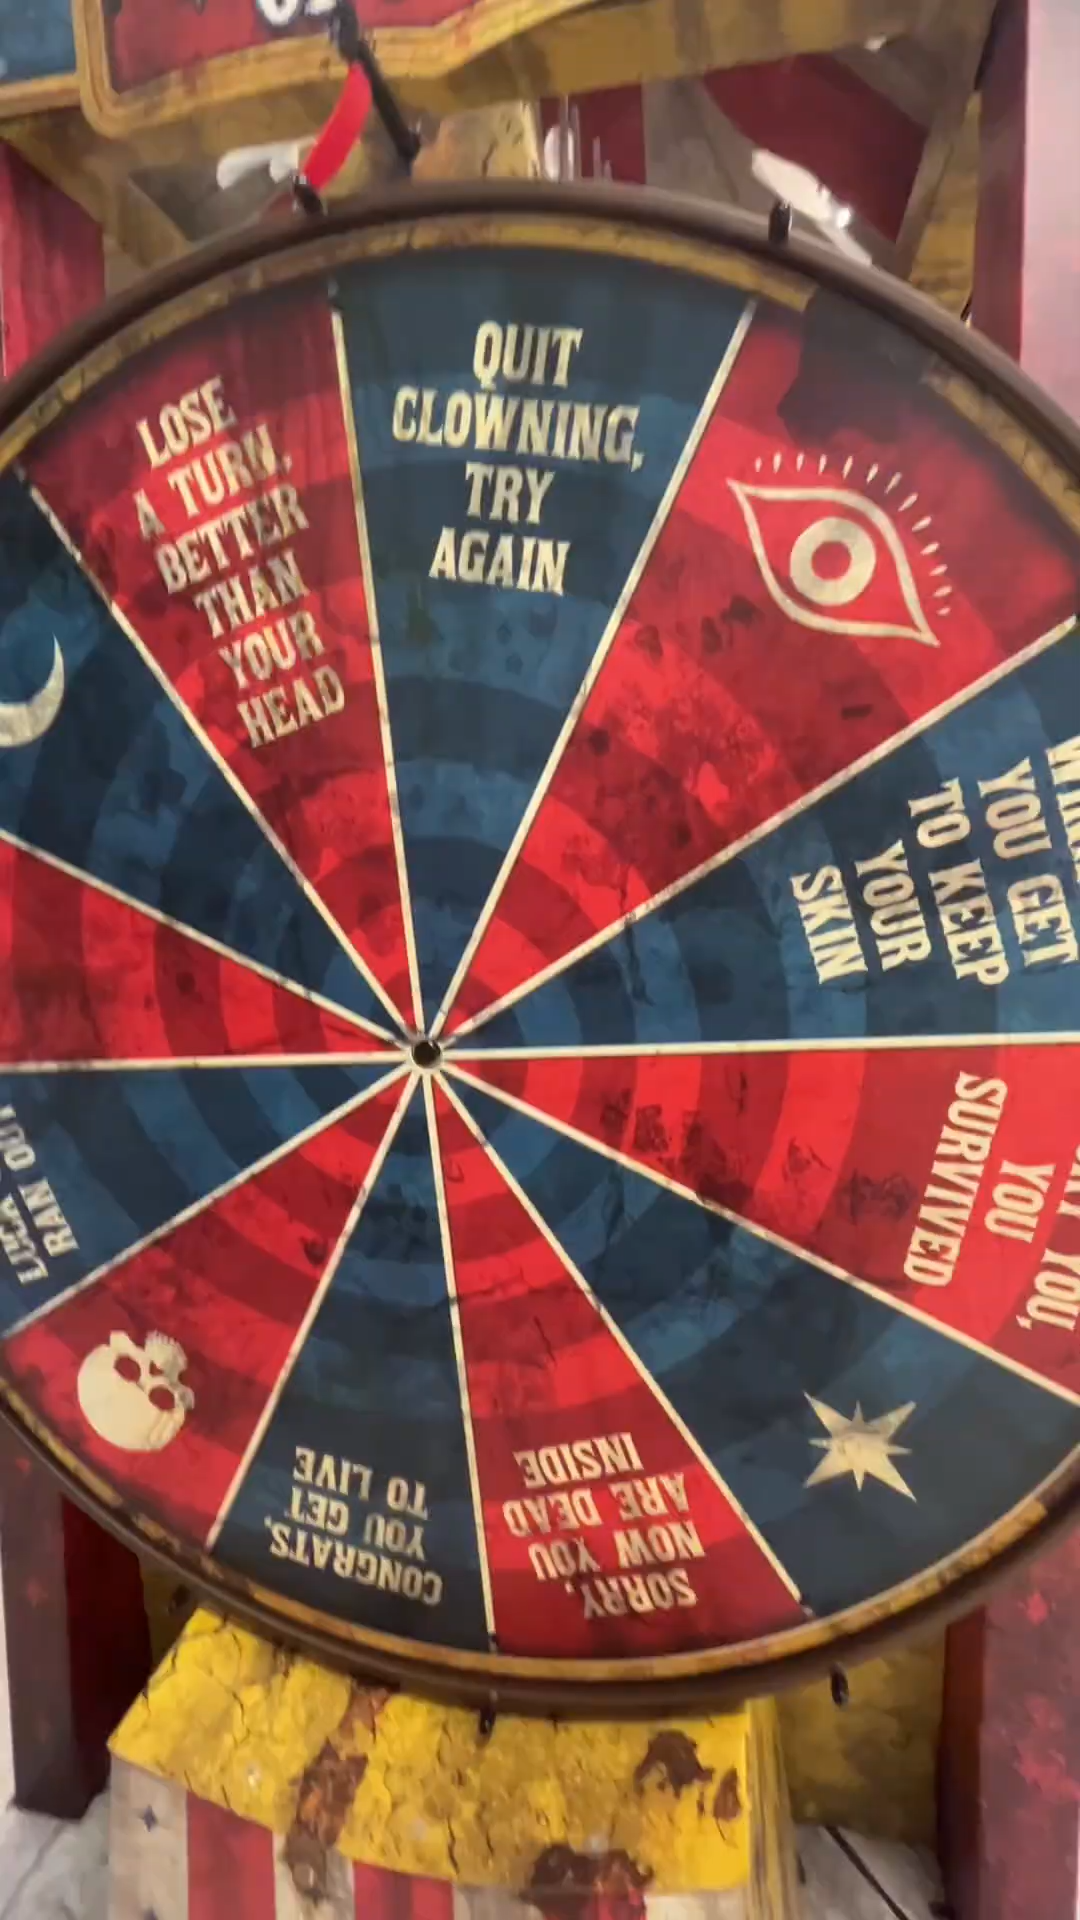 LOSE
A TURN,
BETTER
THAN
YOUR
HEAD
QUIT
CLOWNING,
TRY
AGAIN
YOU GET
TO KEEP
YOUR
SKIN
YOU,
YOU
SURVIVED
SORRY,
NOW YOU
ARE DEAD
INSIDE
CONGRATS,
YOU GET
TO LIVE
RAN OUT